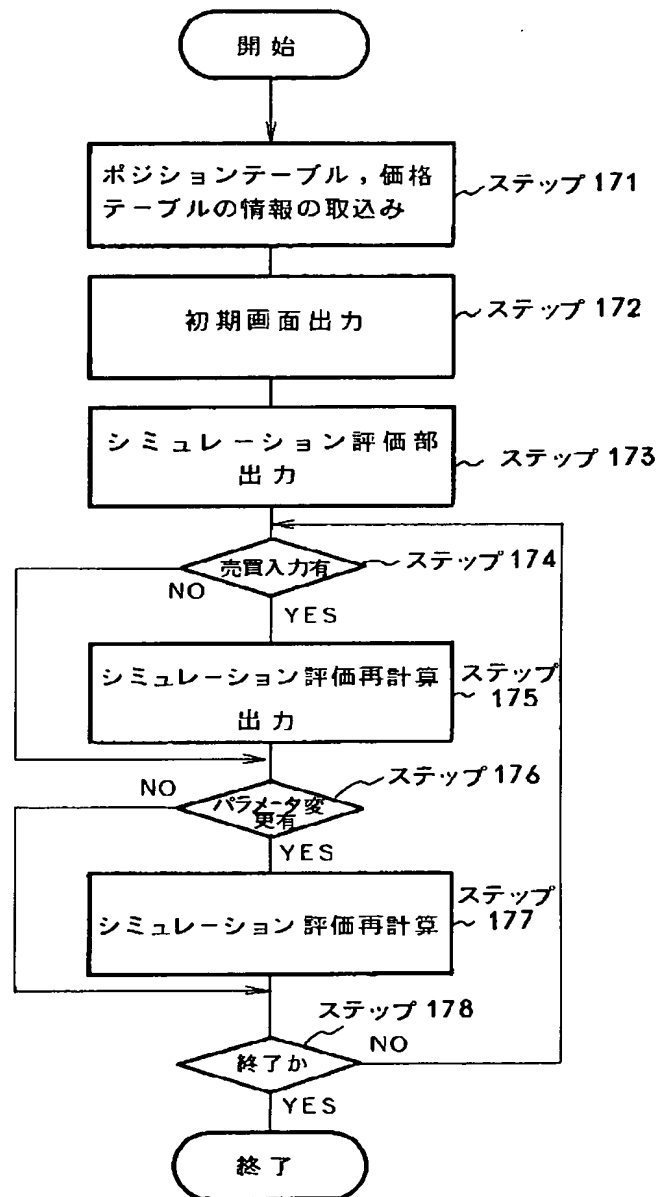 開始
ポジションテーブル,価格
テーブルの情報の取込み
ステップ 171
初期画面出力
ステップ 172
シミュレーション評価部
出力
ステップ 173
売買入力有
ステップ 174
NO
YES
シミュレーション評価再計算
出力
ステップ
175
ステップ 176
NO
パラメータ変
更有
YES
シミュレーション評価再計算
ステップ
177
ステップ 178
終了か
NO
YES
終了